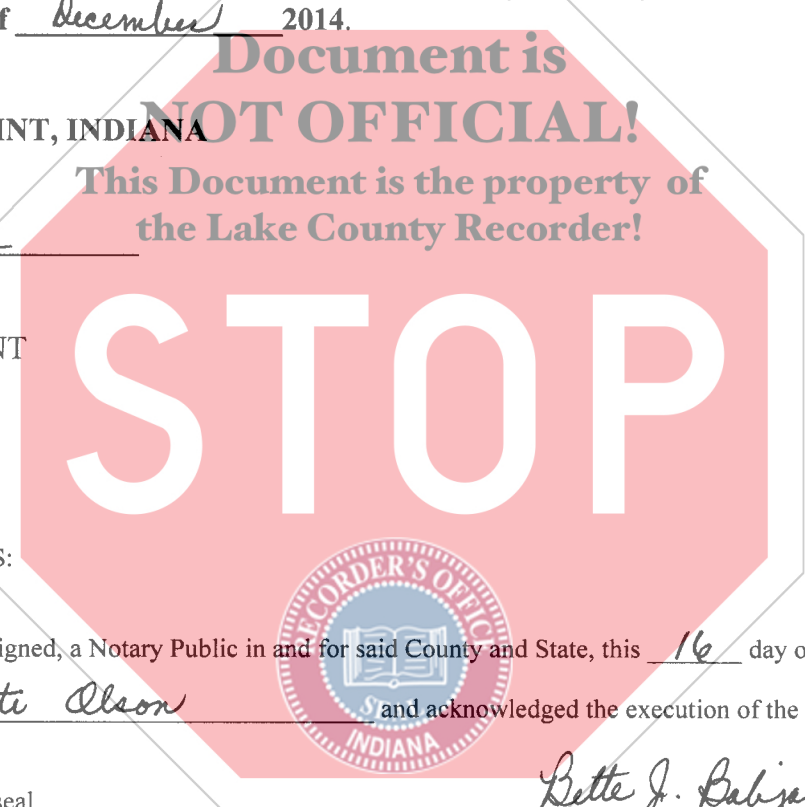 f December 2014.
Document is
NOT OFFICIAL!
INT, INDIANA
This Document is the property of
the Lake County Recorder!
NT
STOP
S:
RECORDER'S OFFICE
igned, a Notary Public in and for said County and State, this 16 day o
Olson and acknowledged the execution of the
INDIANA
Bette J.
seal